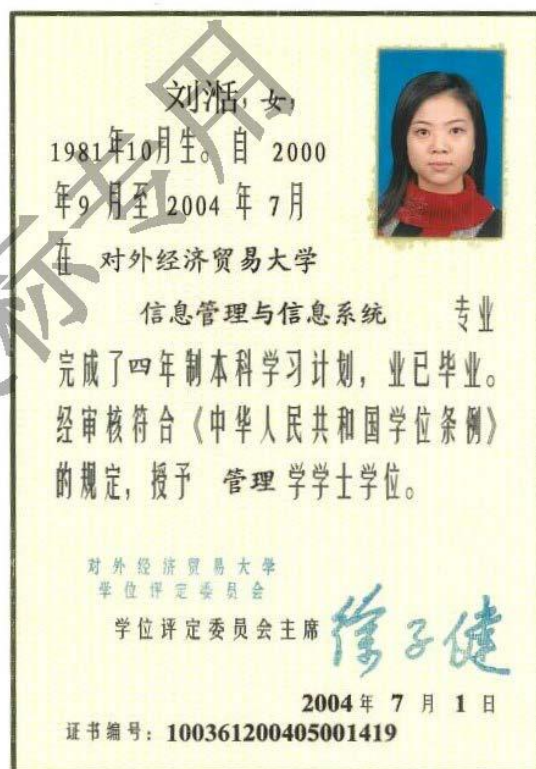 刘湉，女，
1981年10月生。自 2000
年9 月至 2004 年 7月
在 对外经济贸易大学
信息管理与信息系统 专业
完成了四年制本科学习计划，业已毕业。
经审核符合《中华人民共和国学位条例》
的规定，授予 管理 学学士学位。
对外经济贸易大学
学位评定委员会
学位评定委员会主席 徐子健
2004年 7 月 1 日
证书编号：100361200405001419
标专用